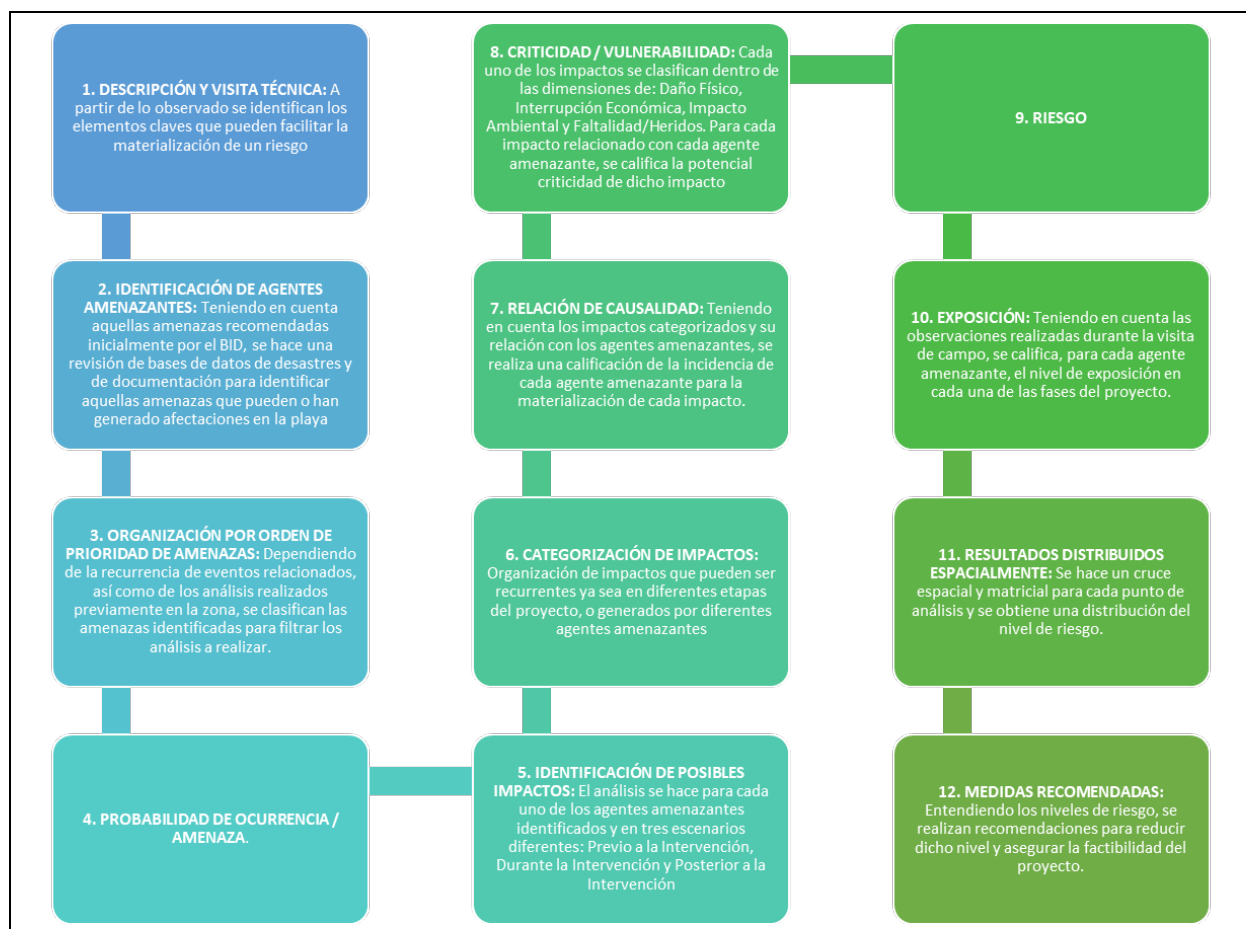 1. DESCRIPCIÓN Y VISITA TÉCNICA: A
partir de lo observado se identifican los
elementos claves que pueden facilitar la
materialización de un riesgo
2. IDENTIFICACIÓN DE AGENTES
AMENAZANTES: Teniendo en cuenta
aquellas amenazas recomendadas
inicialmente por el BID, se hace una
revisión de bases de datos de desastres y
de documentación para identificar
aquellas amenazas que pueden o han
generado afectaciones en la playa
3. ORGANIZACIÓN POR ORDEN DE
PRIORIDAD DE AMENAZAS: Dependiendo
de la recurrencia de eventos relacionados,
así como de los análisis realizados
previamente en la zona, se clasifican las
amenazas identificadas para filtrar los
análisis a realizar.
4. PROBABILIDAD DE OCURRENCIA /
AMENAZA.
5. IDENTIFICACIÓN DE POSIBLES
IMPACTOS: El análisis se hace para cada
uno de los agentes amenazantes
identificados y en tres escenarios
diferentes: Previo a la Intervención,
Durante la Intervención y Posterior a la
Intervención
6. CATEGORIZACIÓN DE IMPACTOS:
Organización de impactos que pueden ser
recurrentes ya sea en diferentes etapas
del proyecto, o generados por diferentes
agentes amenazantes
7. RELACIÓN DE CAUSALIDAD: Teniendo
en cuenta los impactos categorizados y su
relación con los agentes amenazantes, se
realiza una calificación de la incidencia de
cada agente amenazante para la
materialización de cada impacto.
8. CRITICIDAD / VULNERABILIDAD: Cada
uno de los impactos se clasifican dentro de
las dimensiones de: Daño Físico,
Interrupción Económica, Impacto
Ambiental y Faltalidad/Heridos. Para cada
impacto relacionado con cada agente
amenazante, se califica la potencial
criticidad de dicho impacto
9. RIESGO
10. EXPOSICIÓN: Teniendo en cuenta las
observaciones realizadas durante la visita
de campo, se califica, para cada agente
amenazante, el nivel de exposición en
cada una de las fases del proyecto.
11. RESULTADOS DISTRIBUIDOS
ESPACIALMENTE: Se hace un cruce
espacial y matricial para cada punto de
análisis y se obtiene una distribución del
nivel de riesgo.
12. MEDIDAS RECOMENDADAS:
Entendiendo los niveles de riesgo, se
realizan recomendaciones para reducir
dicho nivel y asegurar la factibilidad del
proyecto.